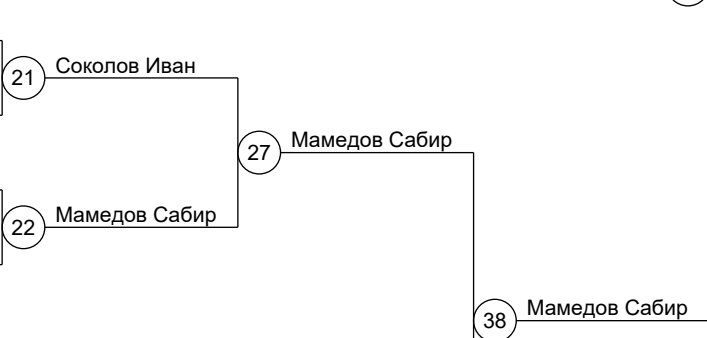 21 Соколов Иван
27 Мамедов Сабир
22 Мамедов Сабир
38 Мамедов Сабир